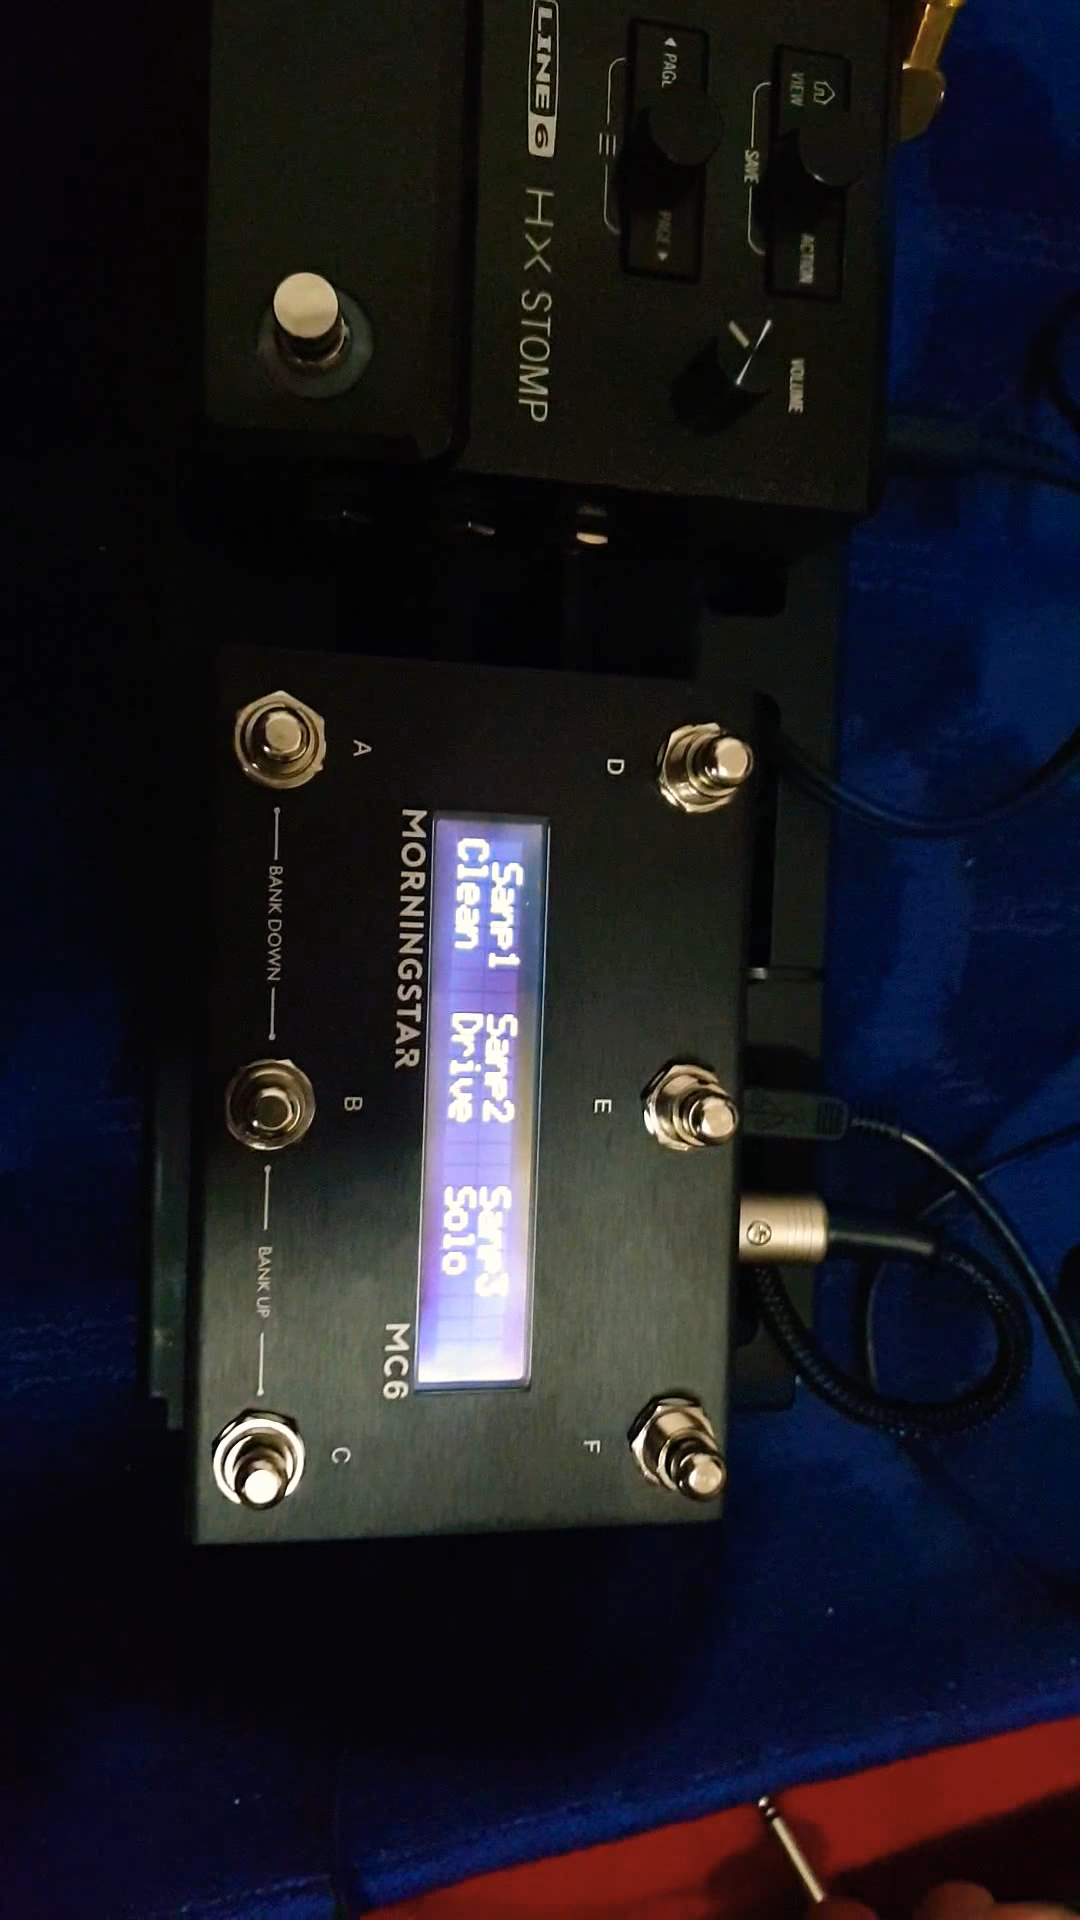 VIEW ACTION
VOLUME
SAVE
◄ PAGE PAGE ►
LINE 6 HX STOMP
D E F
Samp1 Samp2 Samp3
Clean Drive Solo
MORNINGSTAR MC6
A B C
BANK DOWN BANK UP